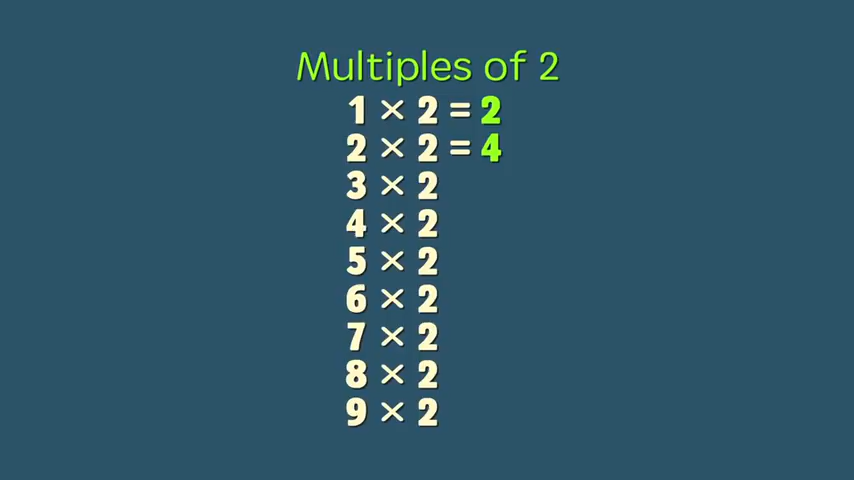 Multiples of 2
1 × 2 = 2
2 × 2 = 4
3 × 2
4 × 2
5 × 2
6 × 2
7 × 2
8 × 2
9 × 2